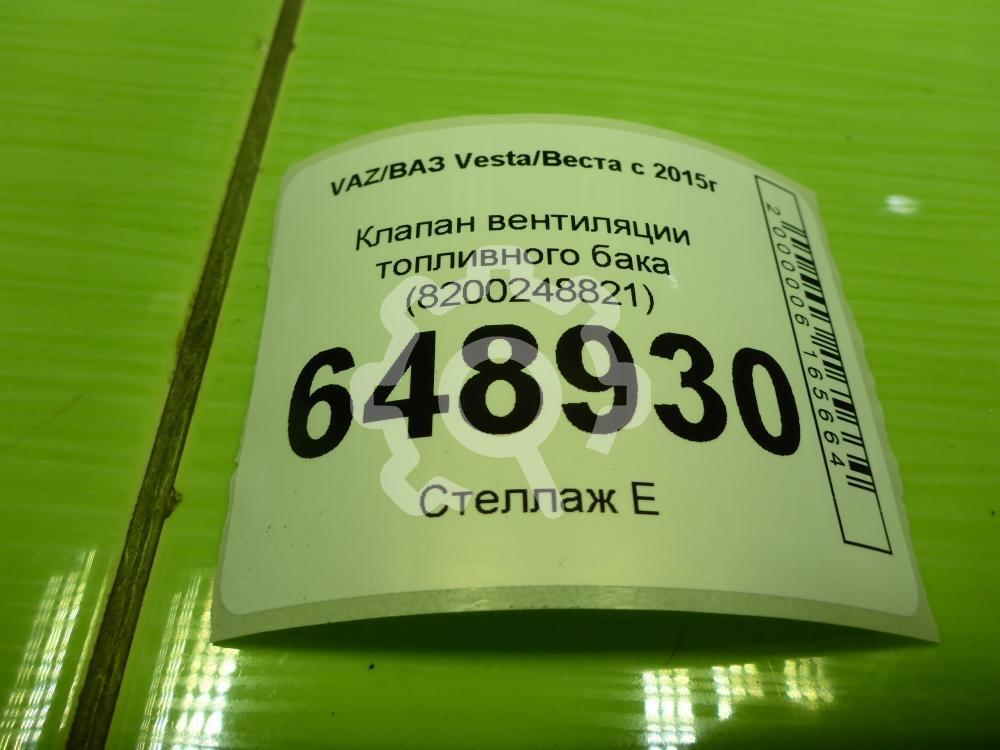 VAZ/ВАЗ Vesta/Веста с 2015г
Клапан вентиляции
топливного бака
(8200248821)
648930
Стеллаж Е
2000006165664